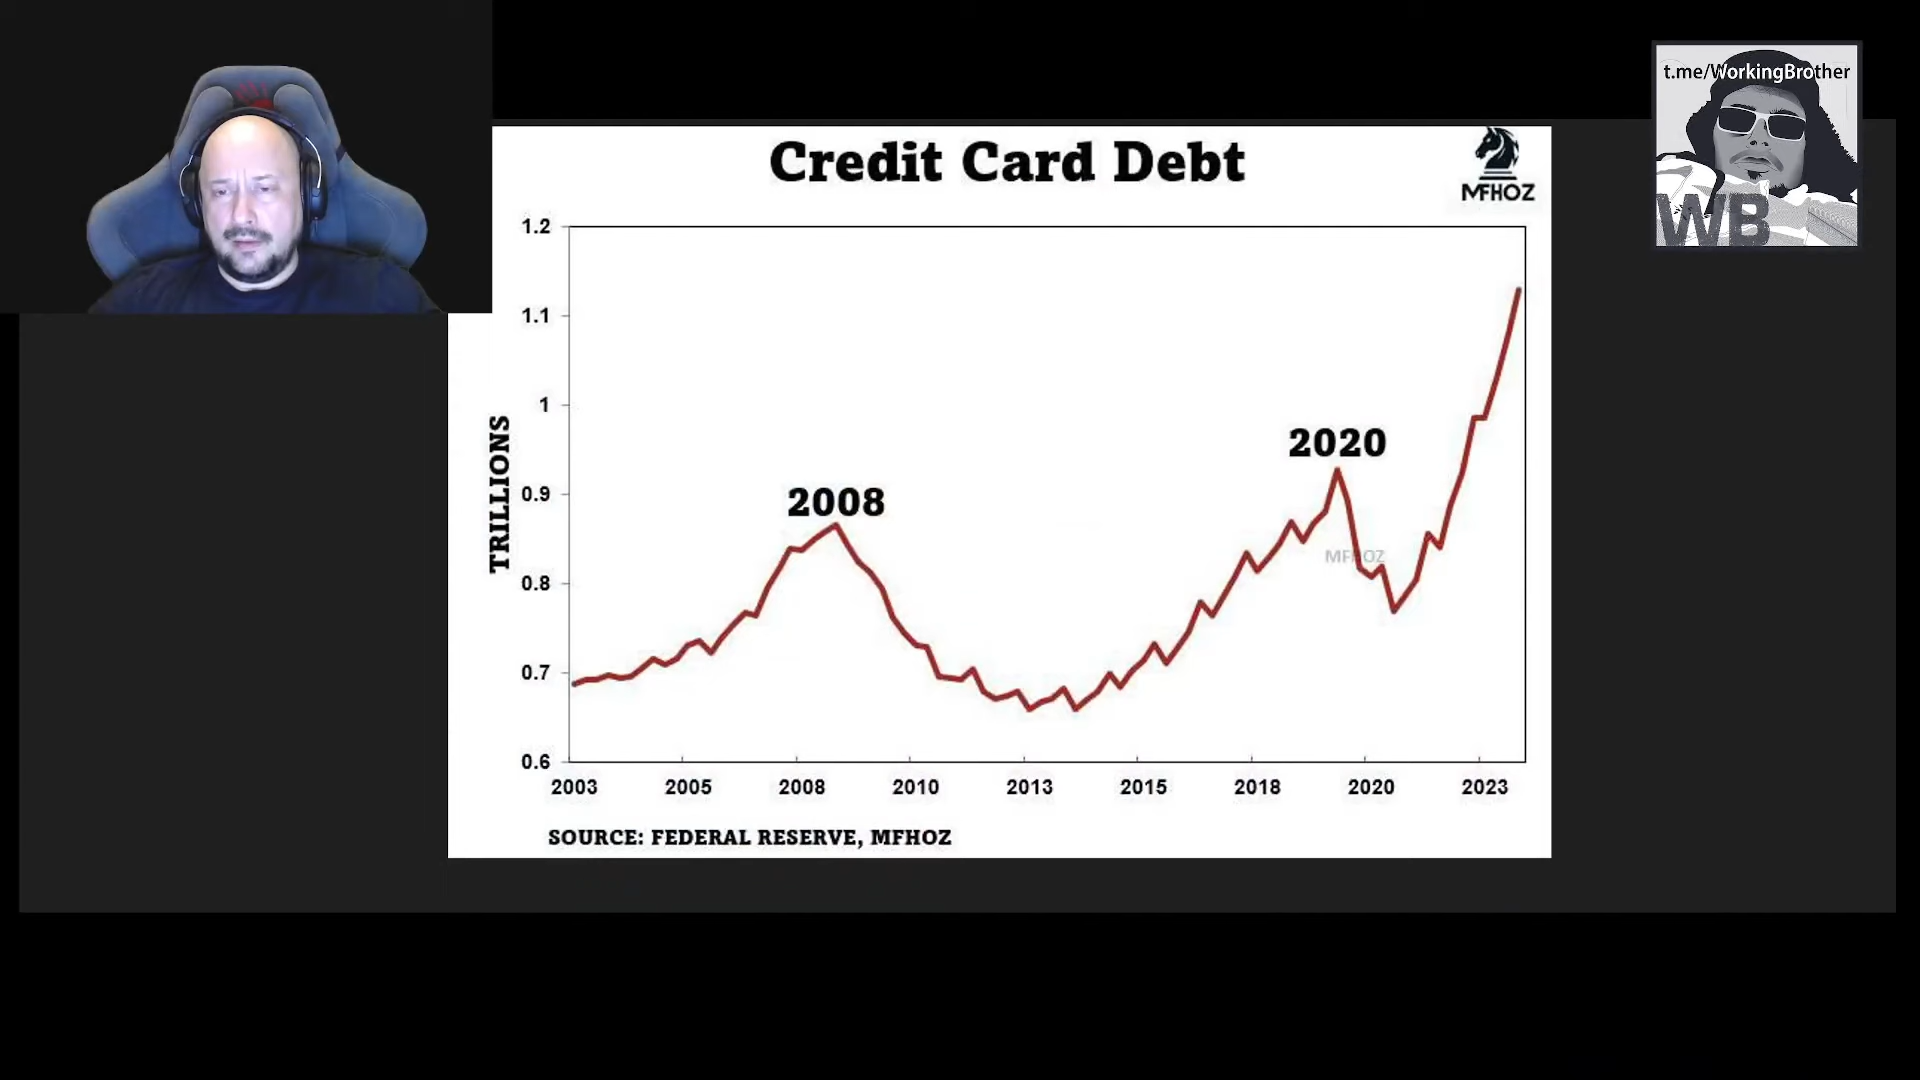 t.me/WorkingBrother
WB
Credit Card Debt
MFHOZ
TRILLIONS
1.2
1.1
1
0.9
0.8
0.7
0.6
2008
2020
MFHOZ
2003 2005 2008 2010 2013 2015 2018 2020 2023
SOURCE: FEDERAL RESERVE, MFHOZ